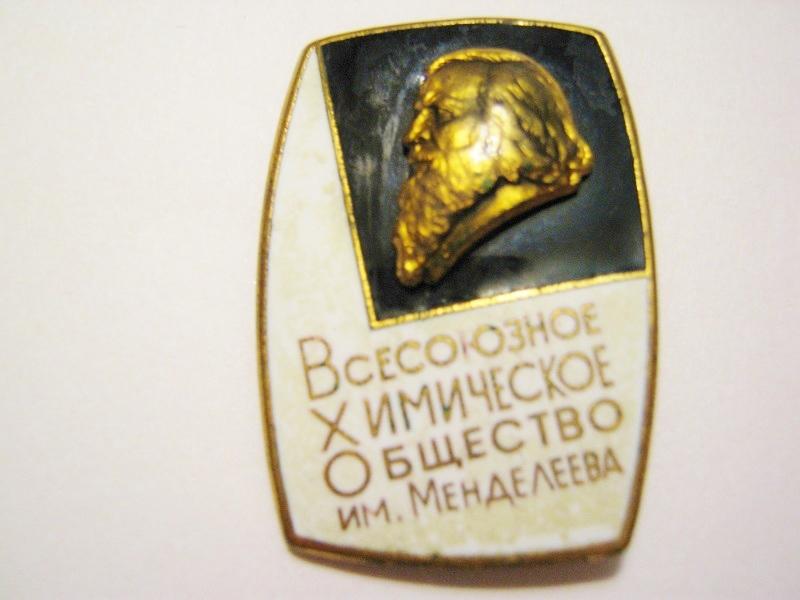 Всесоюзное
Химическое
Общество
им. Менделеева